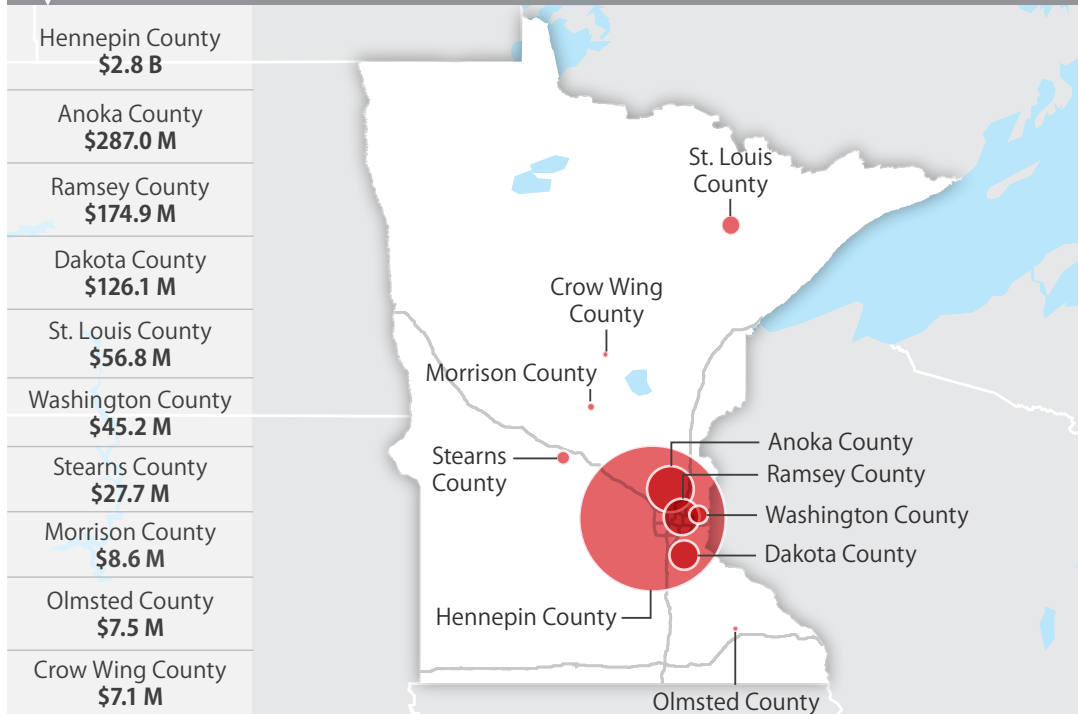 Hennepin County
$2.8 B
Anoka County
$287.0 M
Ramsey County
$174.9 M
Dakota County
$126.1 M
St. Louis County
$56.8 M
Washington County
$45.2 M
Stearns County
$27.7 M
Morrison County
$8.6 M
Olmsted County
$7.5 M
Crow Wing County
$7.1 M
St. Louis
County
Crow Wing
County
Morrison County
Stearns
County
Anoka County
Ramsey County
Washington County
Dakota County
Hennepin County
Olmsted County